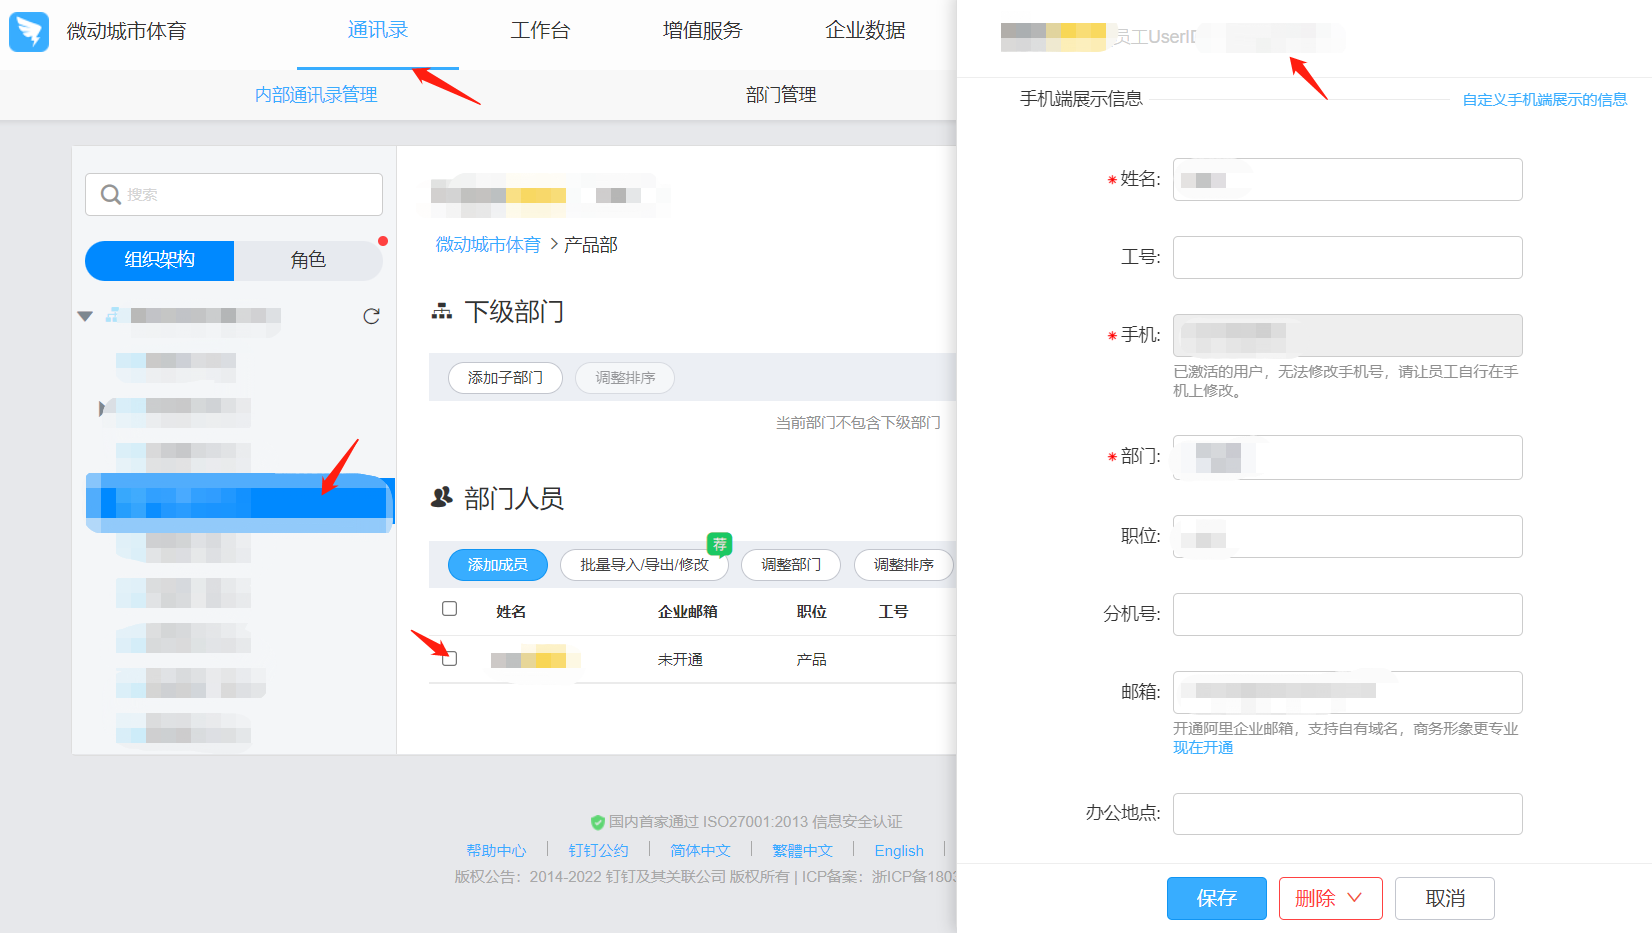 微动城市体育
通讯录
工作台
增值服务
企业数据
内部通讯录管理
部门管理
搜索
组织架构
角色
微动城市体育 > 产品部
下级部门
添加子部门
调整排序
当前部门不包含下级部门
部门人员
添加成员
批量导入/导出/修改
荐
调整部门
调整排序
姓名
企业邮箱
职位
工号
未开通
产品
国内首家通过 ISO27001:2013 信息安全认证
帮助中心 | 钉钉公约 | 简体中文 | 繁體中文 | English |
版权公告：2014-2022 钉钉及其关联公司 版权所有 | ICP备案：浙ICP备180
员工UserID
手机端展示信息
自定义手机端展示的信息
*姓名:
工号:
*手机:
已激活的用户，无法修改手机号，请让员工自行在手
机上修改。
*部门:
职位:
分机号:
邮箱:
开通阿里企业邮箱，支持自有域名，商务形象更专业
现在开通
办公地点:
保存
删除
取消